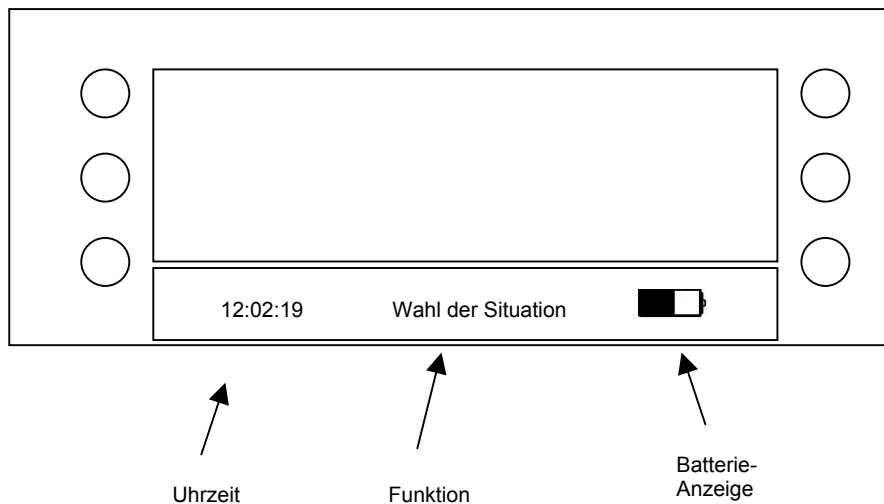 12:02:19 Wahl der Situation
Uhrzeit Funktion Batterie-
Anzeige